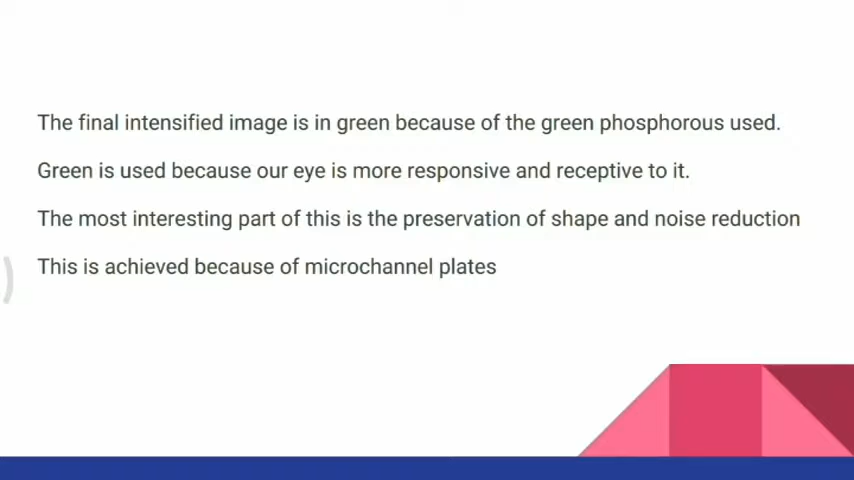 The final intensified image is in green because of the green phosphorous used.
Green is used because our eye is more responsive and receptive to it.
The most interesting part of this is the preservation of shape and noise reduction
This is achieved because of microchannel plates